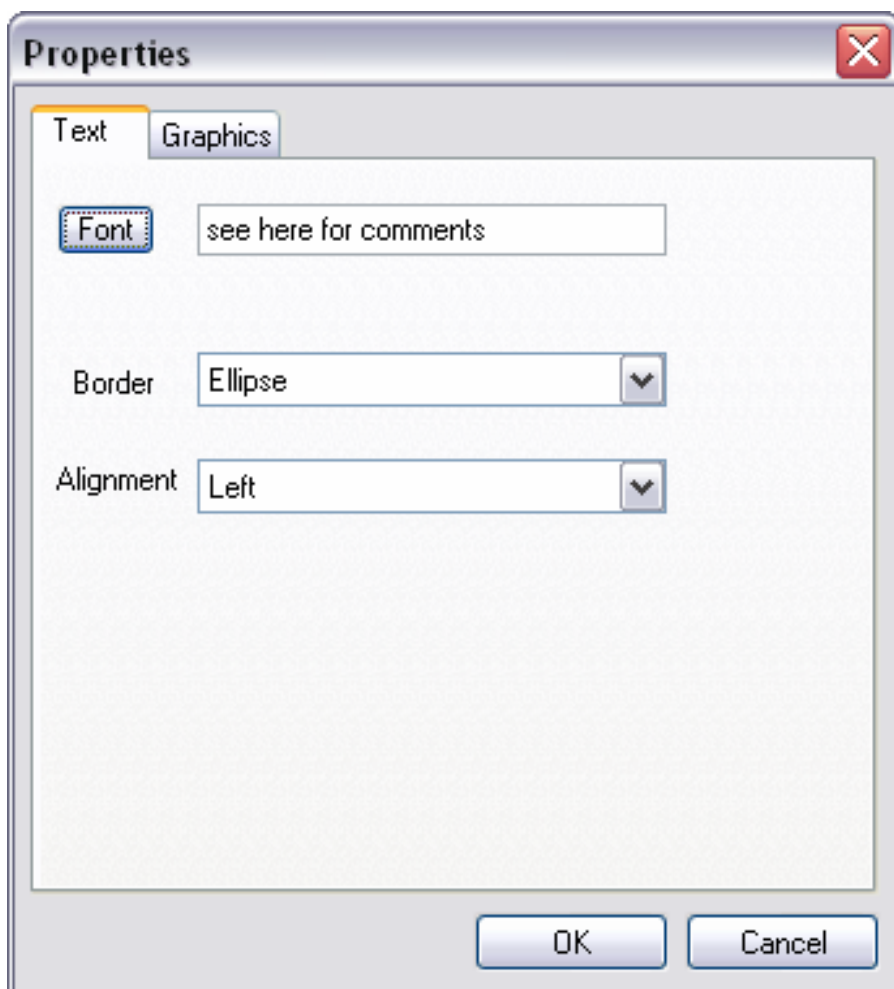 Properties
Text Graphics
Font see here for comments
Border Ellipse
Alignment Left
OK Cancel